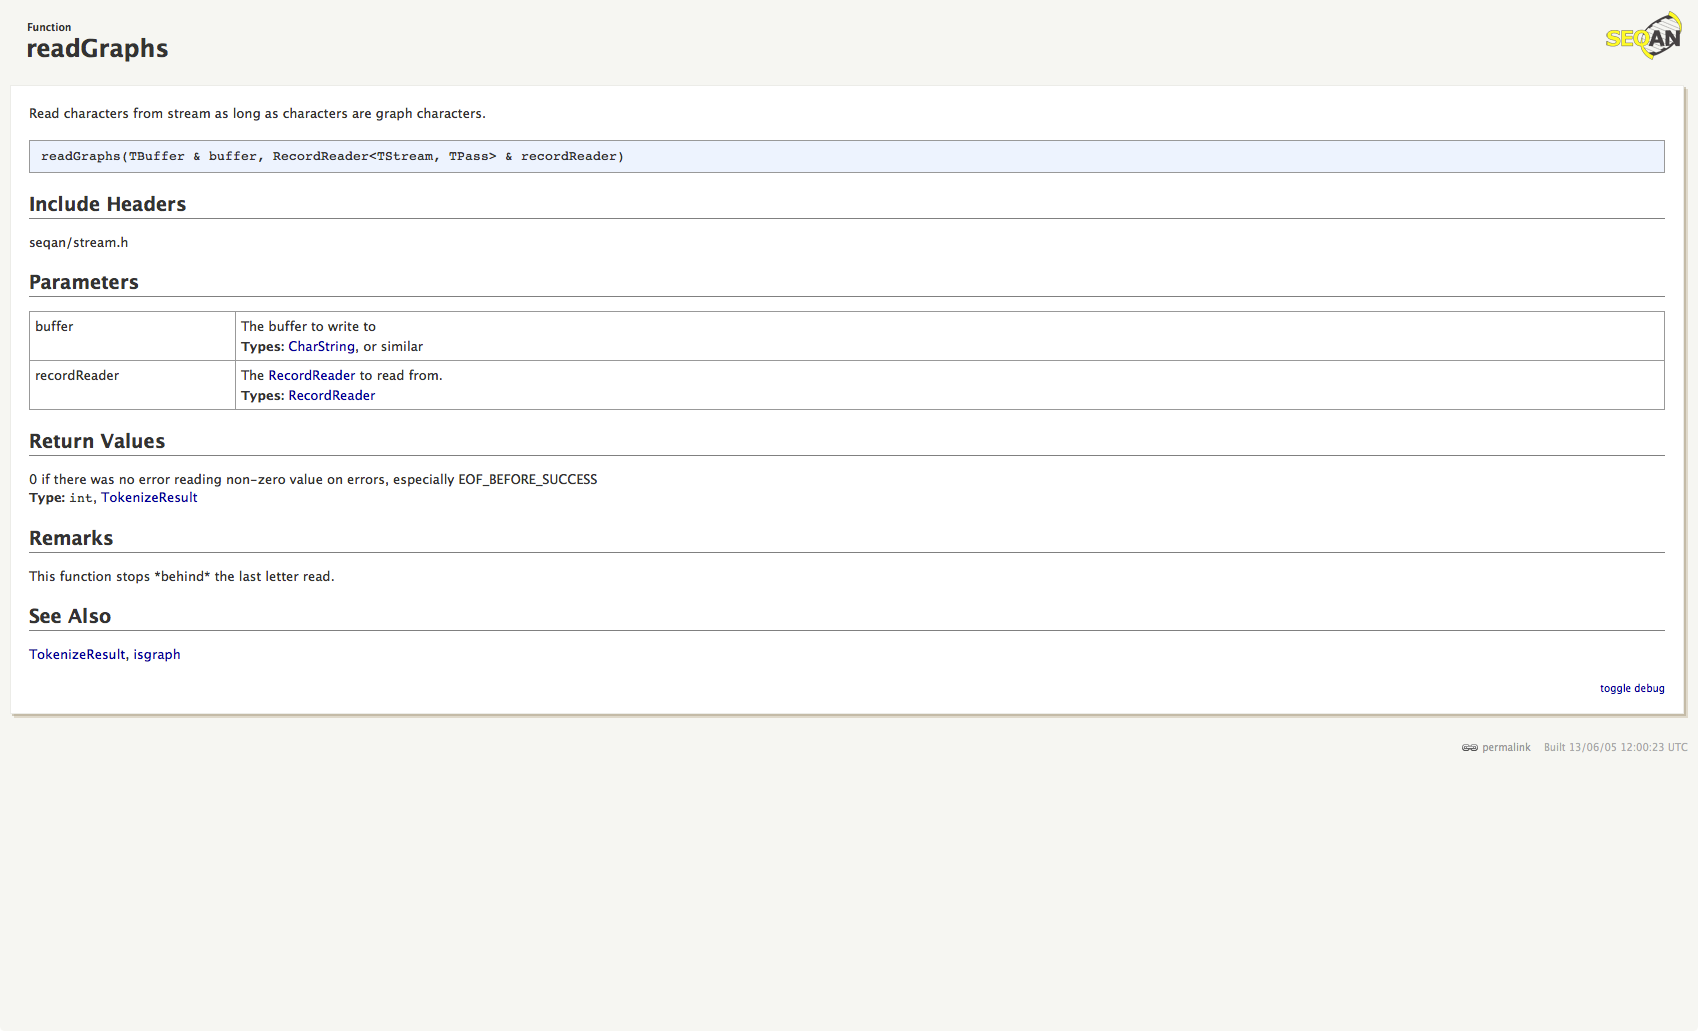 Function
readGraphs
SEQAN
Read characters from stream as long as characters are graph characters.
readGraphs(TBuffer & buffer, RecordReader<TStream, TPass> & recordReader)
Include Headers
seqan/stream.h
Parameters
buffer
The buffer to write to
Types: CharString, or similar
recordReader
The RecordReader to read from.
Types: RecordReader
Return Values
0 if there was no error reading non-zero value on errors, especially EOF_BEFORE_SUCCESS
Type: int, TokenizeResult
Remarks
This function stops *behind* the last letter read.
See Also
TokenizeResult, isgraph
toggle debug
permalink Built 13/06/05 12:00:23 UTC